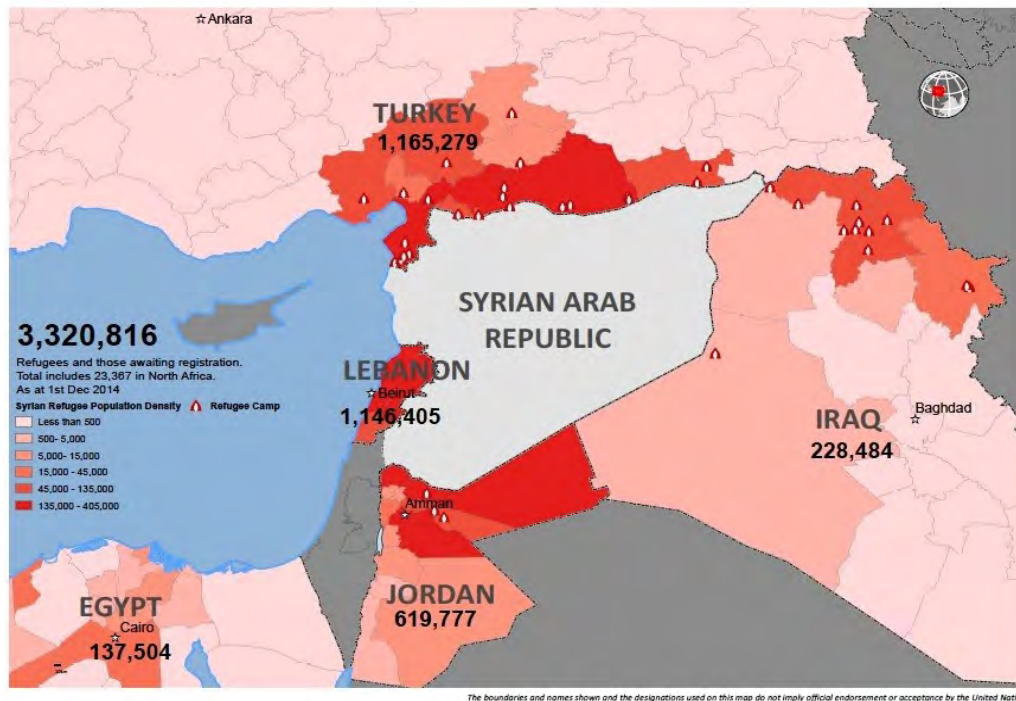 Ankara
TURKEY
1,165,279
SYRIAN ARAB
REPUBLIC
3,320,816
Refugees and those awaiting registration.
Total includes 23,367 in North Africa.
As at 1st Dec 2014
Syrian Refugee Population Density Refugee Camp
Less than 500
500- 5,000
5,000- 15,000
15,000 - 45,000
45,000 - 135,000
135,000 - 405,000
LEBANON
Beirut
1,146,405
Baghdad
IRAQ
228,484
Amman
JORDAN
619,777
EGYPT
Cairo
137,504
The boundaries and names shown and the designations used on this map do not imply official endorsement or acceptance by the United Nati